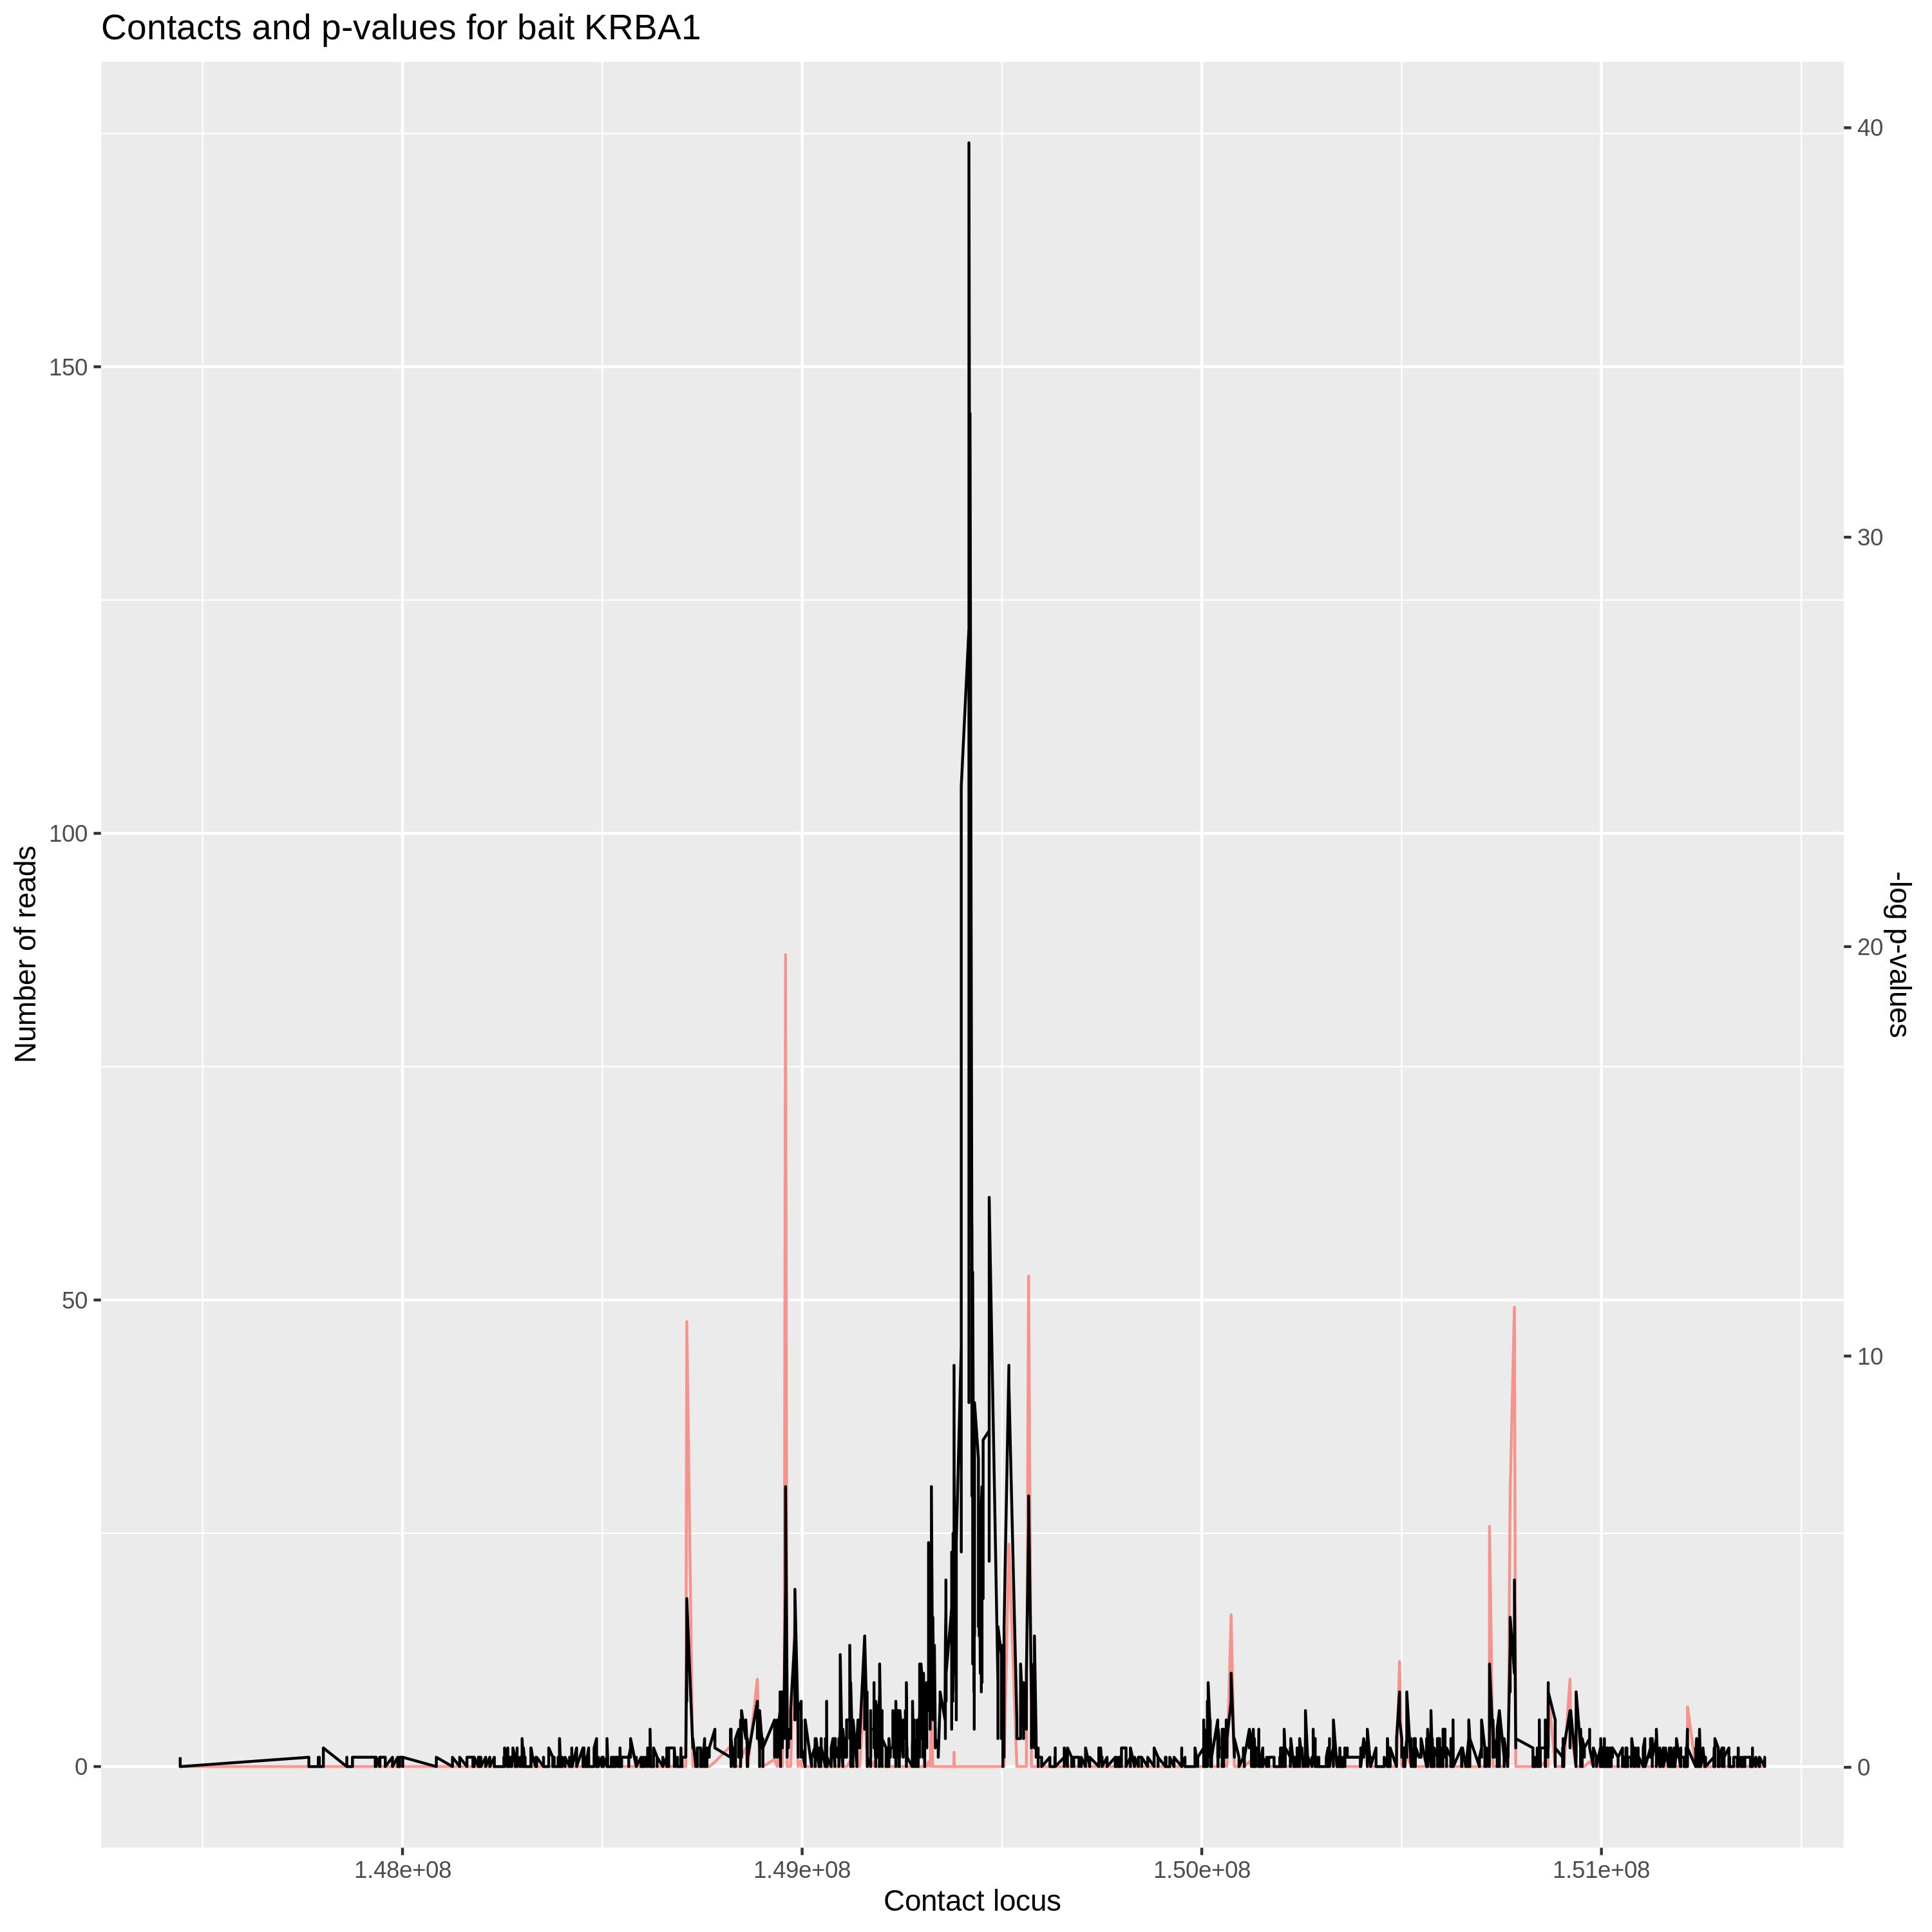 Contacts and p-values for bait KRBA1
Number of reads
150
100
50
0
40
30
20
10
0
-log p-values
1.48e+08
1.49e+08
1.50e+08
1.51e+08
Contact locus